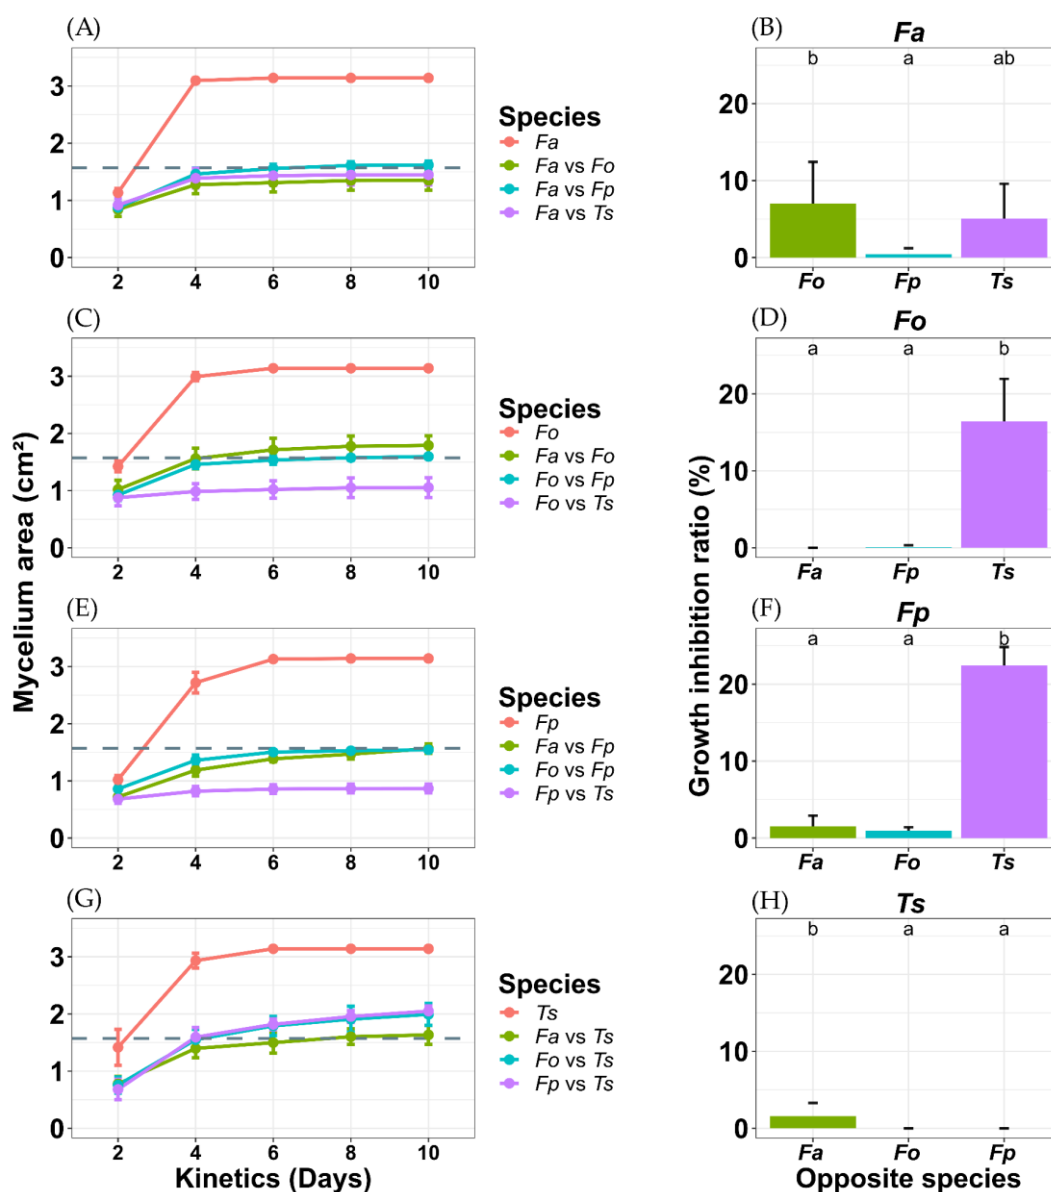 (A)
3
2
1
0
2 4 6 8 10
Species
Fa
Fa vs Fo
Fa vs Fp
Fa vs Ts
(B)
Fa
b a ab
20
10
0
Fo Fp Ts
(C)
3
2
1
0
2 4 6 8 10
Species
Fo
Fa vs Fo
Fo vs Fp
Fo vs Ts
(D)
Fo
a a b
20
10
0
Fa Fp Ts
Mycelium area (cm²)
Growth inhibition ratio (%)
(E)
3
2
1
0
2 4 6 8 10
Species
Fp
Fa vs Fp
Fo vs Fp
Fp vs Ts
(F)
Fp
a a b
20
10
0
Fa Fo Ts
(G)
3
2
1
0
2 4 6 8 10
Kinetics (Days)
Species
Ts
Fa vs Ts
Fo vs Ts
Fp vs Ts
(H)
Ts
b a a
20
10
0
Fa Fo Fp
Opposite species